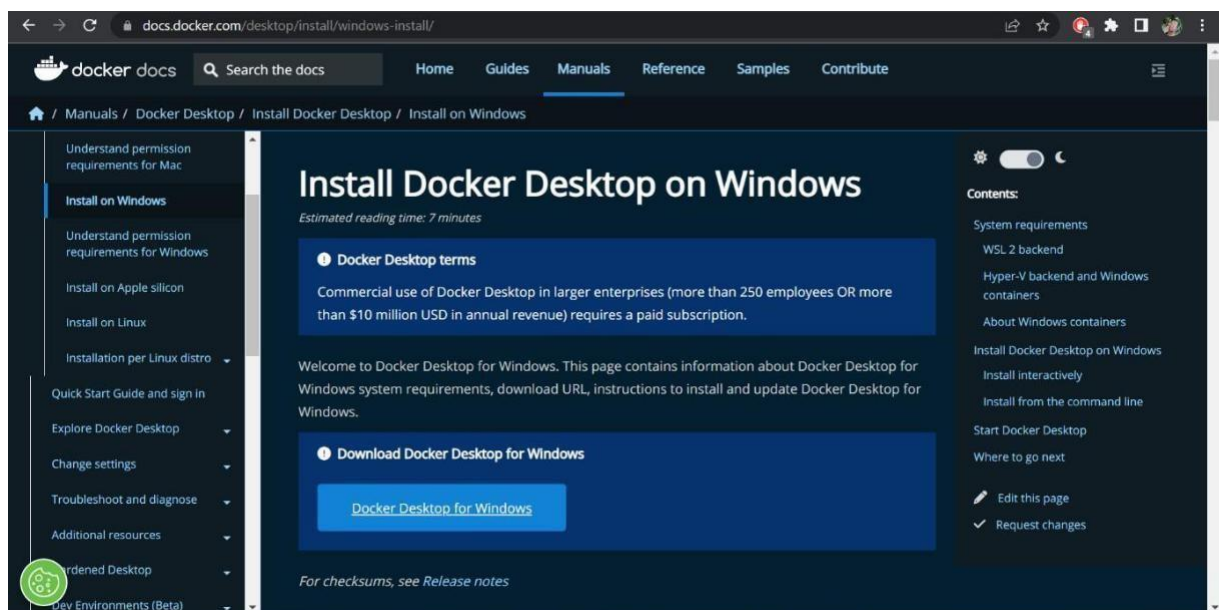 docs.docker.com/desktop/install/windows-install/
4
docker docs
Search the docs
Home Guides Manuals Reference Samples Contribute
/ Manuals / Docker Desktop / Install Docker Desktop / Install on Windows
Understand permission
requirements for Mac
Install on Windows
Understand permission
requirements for Windows
Install on Apple silicon
Install on Linux
Installation per Linux distro
Quick Start Guide and sign in
Explore Docker Desktop
Change settings
Troubleshoot and diagnose
Additional resources
rdened Desktop
Dev Environments (Beta)
Install Docker Desktop on Windows
Estimated reading time: 7 minutes
Docker Desktop terms
Commercial use of Docker Desktop in larger enterprises (more than 250 employees OR more
than $10 million USD in annual revenue) requires a paid subscription.
Welcome to Docker Desktop for Windows. This page contains information about Docker Desktop for
Windows system requirements, download URL, instructions to install and update Docker Desktop for
Windows.
Download Docker Desktop for Windows
Docker Desktop for Windows
For checksums, see Release notes
Contents:
System requirements
WSL 2 backend
Hyper-V backend and Windows
containers
About Windows containers
Install Docker Desktop on Windows
Install interactively
Install from the command line
Start Docker Desktop
Where to go next
Edit this page
Request changes